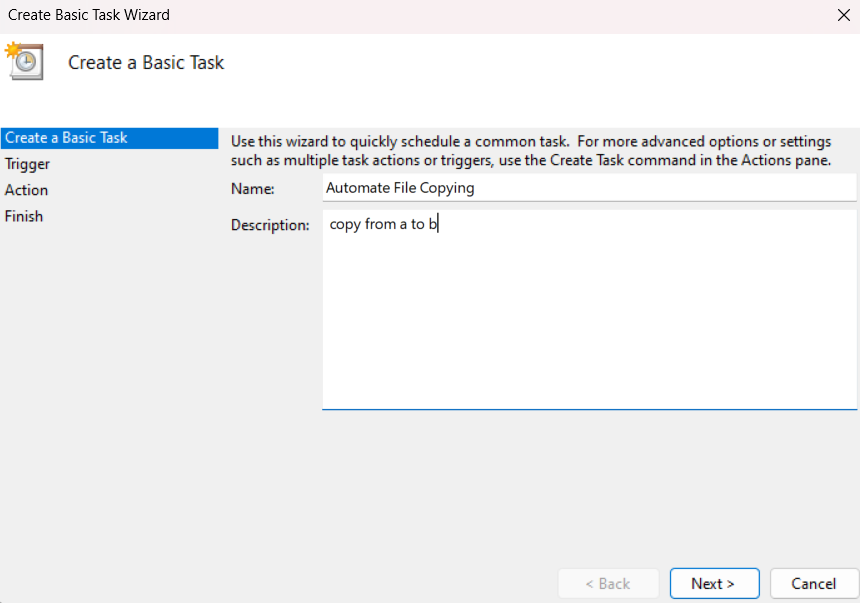 Create Basic Task Wizard
Create a Basic Task
Create a Basic Task
Trigger
Action
Finish
Use this wizard to quickly schedule a common task.  For more advanced options or settings
such as multiple task actions or triggers, use the Create Task command in the Actions pane.
Name: Automate File Copying
Description: copy from a to b
< Back Next > Cancel